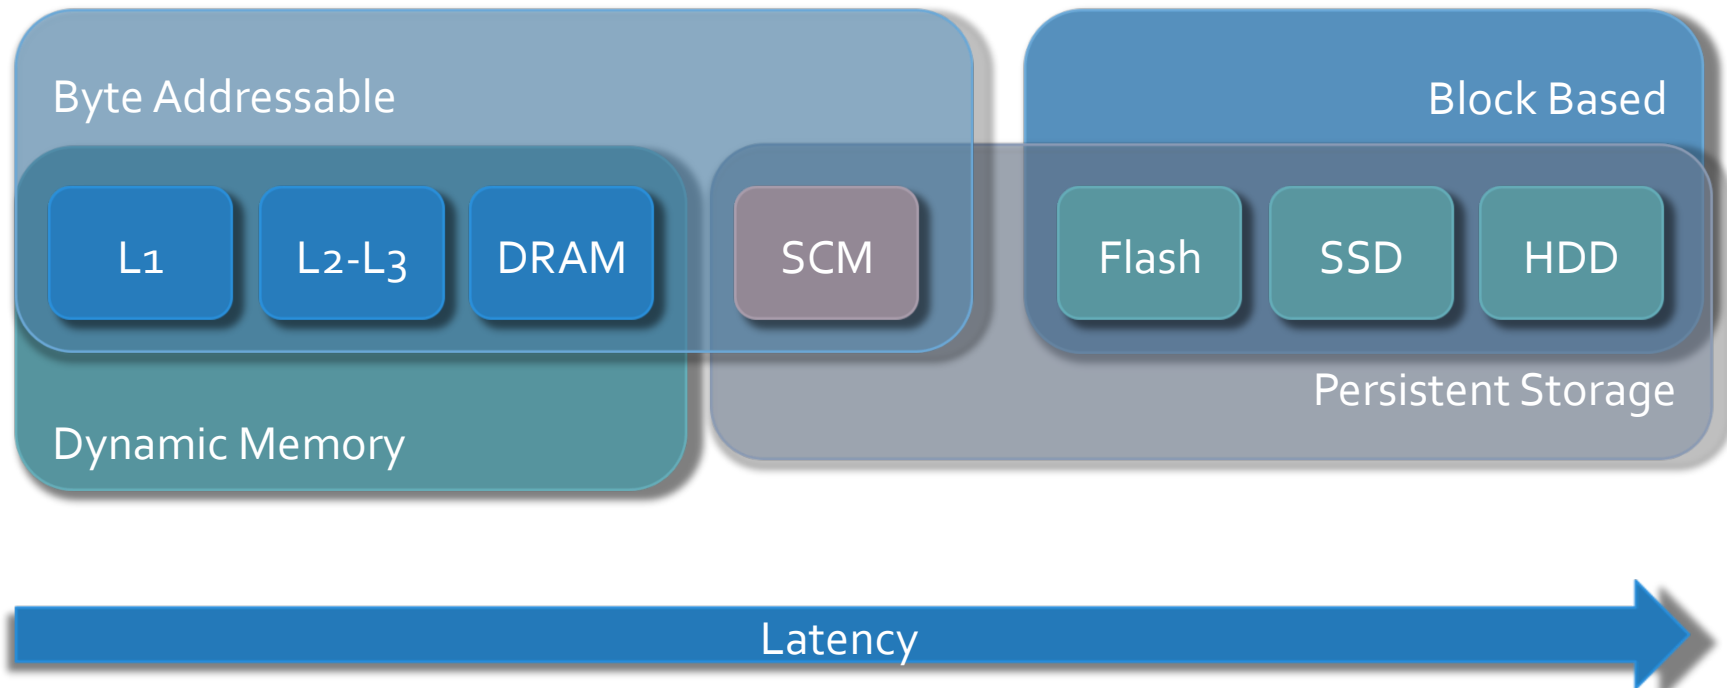 Byte Addressable
Block Based
L1
L2-L3
DRAM
SCM
Flash
SSD
HDD
Persistent Storage
Dynamic Memory
Latency